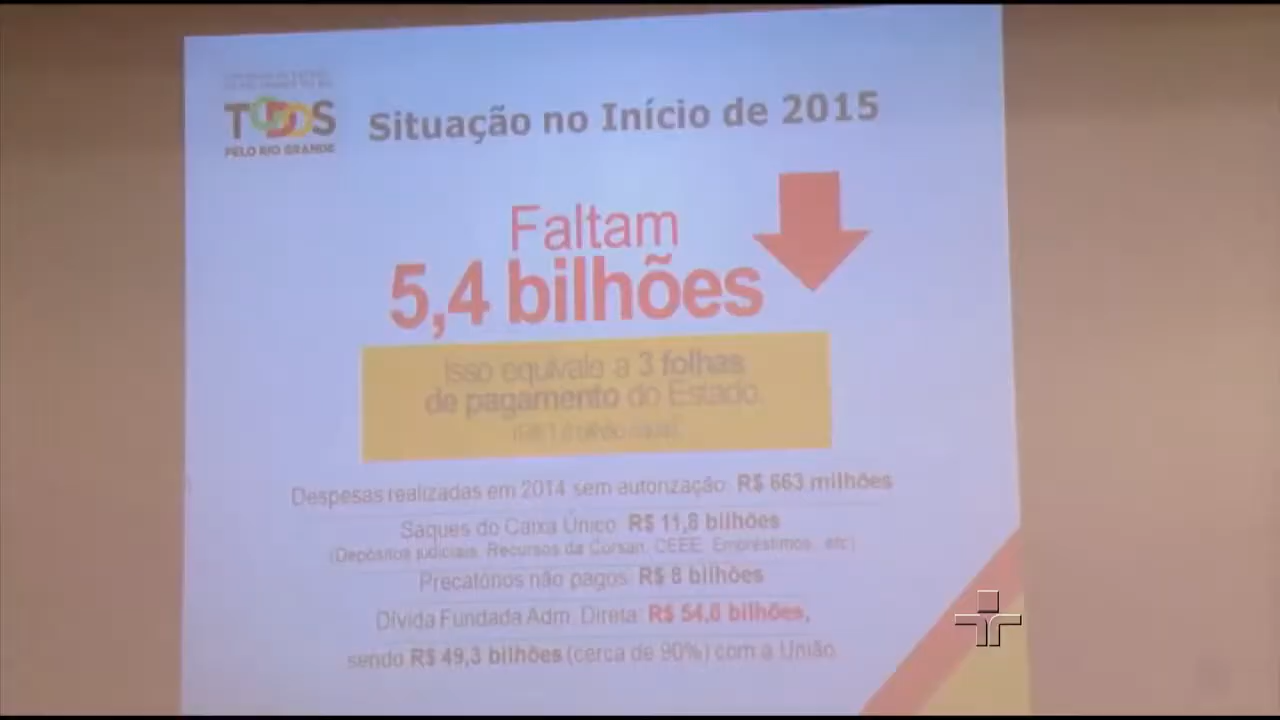 TODOS
PELO RIO GRANDE
Situação no Início de 2015
Faltam
5,4 bilhões
Isso equivale a 3 folhas
de pagamento do Estado.
Despesas realizadas em 2014 sem autorização: R$ 663 milhões
Saques do Caixa Único: R$ 11,8 bilhões
(Depósitos judiciais, Recursos da Corsan, CEEE, Empréstimos, etc)
Precatórios não pagos: R$ 8 bilhões
Dívida Fundada Adm. Direta: R$ 54,8 bilhões,
sendo R$ 49,3 bilhões (cerca de 90%) com a União